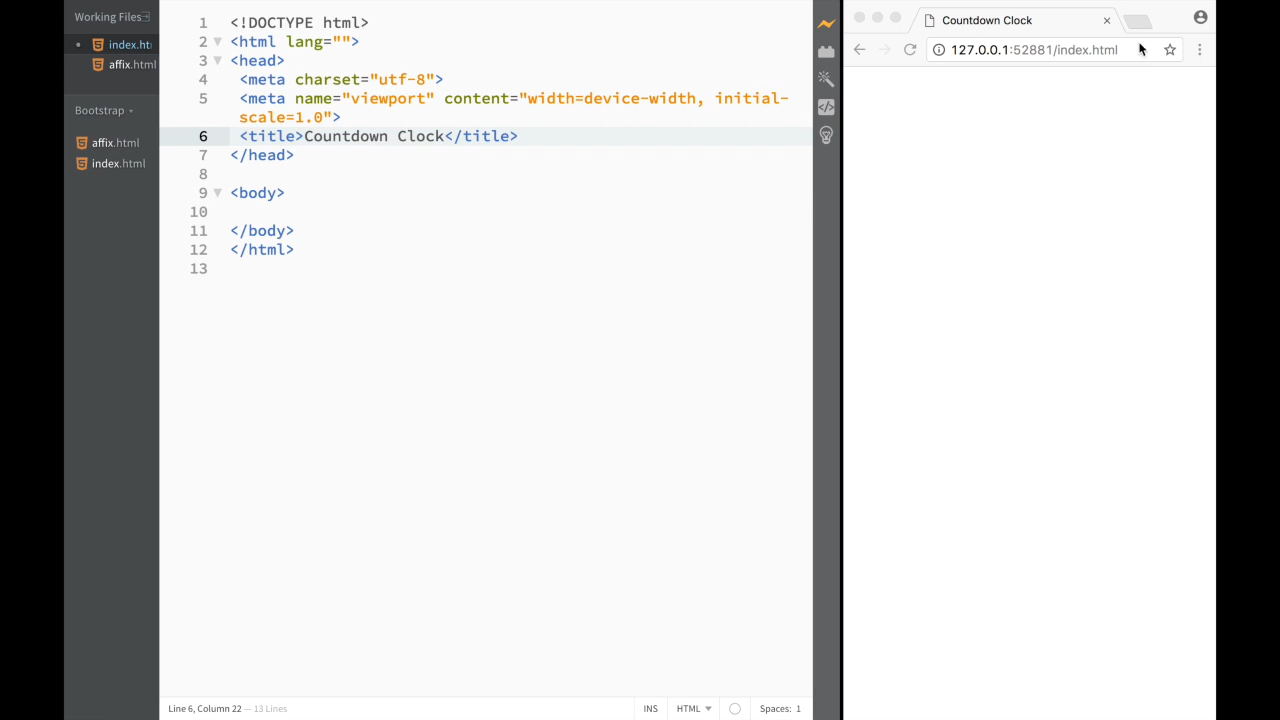 Working Files
index.ht
affix.html
Bootstrap
affix.html
index.html
1 <!DOCTYPE html>
2 <html lang="">
3 <head>
4 <meta charset="utf-8">
5 <meta name="viewport" content="width=device-width, initial-
scale=1.0">
6 <title>Countdown Clock</title>
7 </head>
8
9 <body>
10
11 </body>
12 </html>
13
Line 6, Column 22 — 13 Lines
INS
HTML
Spaces: 1
Countdown Clock
127.0.0.1:52881/index.html